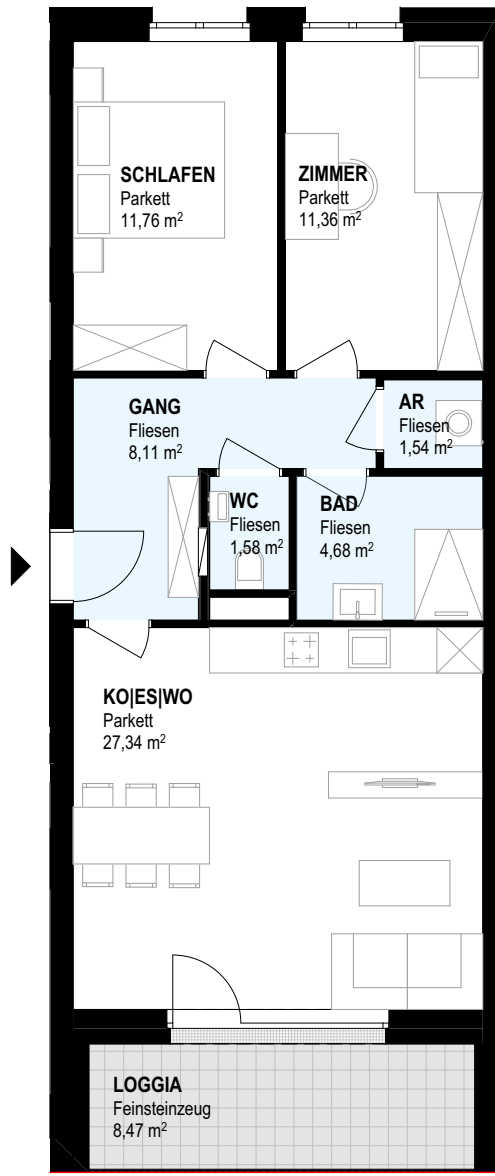 SCHLAFEN
Parkett
11,76 m²
ZIMMER
Parkett
11,36 m²
GANG
Fliesen
8,11 m²
AR
Fliesen
1,54 m²
WC
Fliesen
1,58 m²
BAD
Fliesen
4,68 m²
KO|ES|WO
Parkett
27,34 m²
LOGGIA
Feinsteinzeug
8,47 m²